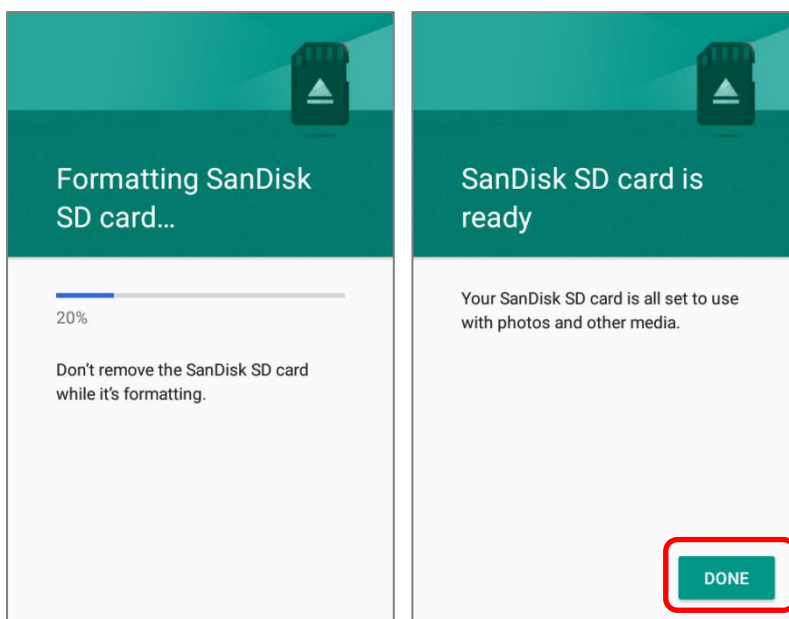 Formatting SanDisk
SD card…
20%
Don’t remove the SanDisk SD card
while it’s formatting.
SanDisk SD card is
ready
Your SanDisk SD card is all set to use
with photos and other media.
DONE